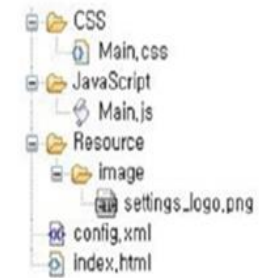 CSS
Main.css
JavaScript
Main.js
Resource
image
settings_logo.png
config.xml
index.html